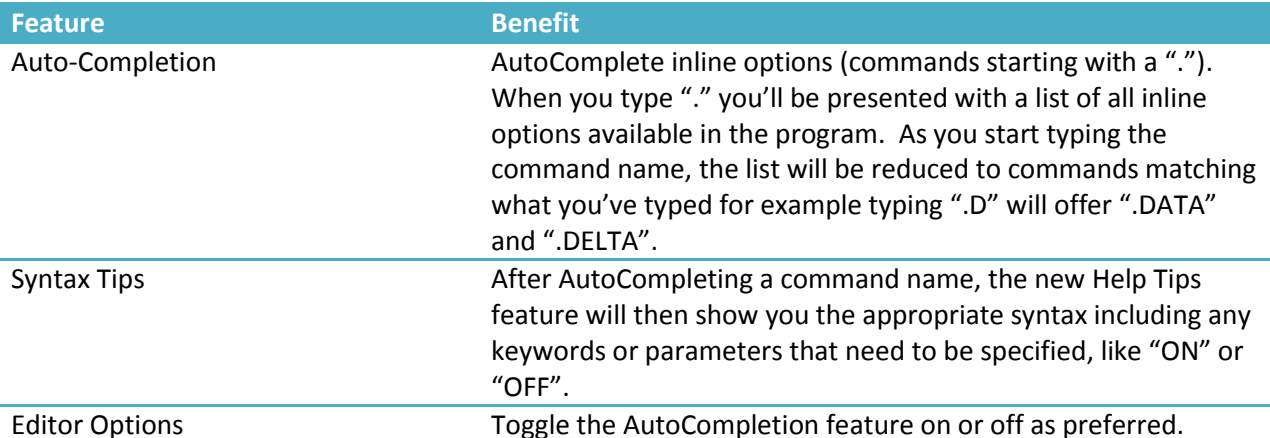 Feature Benefit
Auto-Completion AutoComplete inline options (commands starting with a “.”).
When you type “.” you’ll be presented with a list of all inline
options available in the program.  As you start typing the
command name, the list will be reduced to commands matching
what you’ve typed for example typing “.D” will offer “.DATA”
and “.DELTA”.
Syntax Tips After AutoCompleting a command name, the new Help Tips
feature will then show you the appropriate syntax including any
keywords or parameters that need to be specified, like “ON” or
“OFF”.
Editor Options Toggle the AutoCompletion feature on or off as preferred.